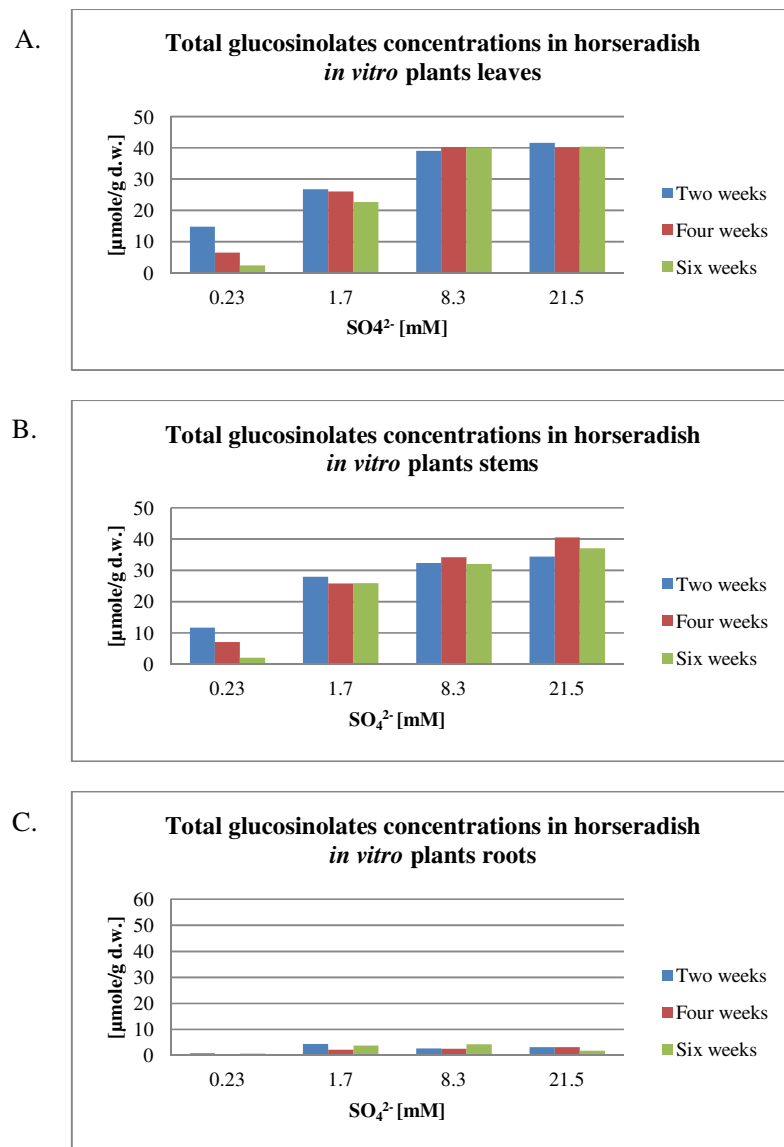 A.
Total glucosinolates concentrations in horseradish
in vitro plants leaves
[µmole/g d.w.]
50
40
30
20
10
0
0.23 1.7 8.3 21.5
SO4²⁻ [mM]
Two weeks
Four weeks
Six weeks
B.
Total glucosinolates concentrations in horseradish
in vitro plants stems
[µmole/g d.w.]
50
40
30
20
10
0
0.23 1.7 8.3 21.5
SO₄²⁻ [mM]
Two weeks
Four weeks
Six weeks
C.
Total glucosinolates concentrations in horseradish
in vitro plants roots
[µmole/g d.w.]
60
50
40
30
20
10
0
0.23 1.7 8.3 21.5
SO₄²⁻ [mM]
Two weeks
Four weeks
Six weeks